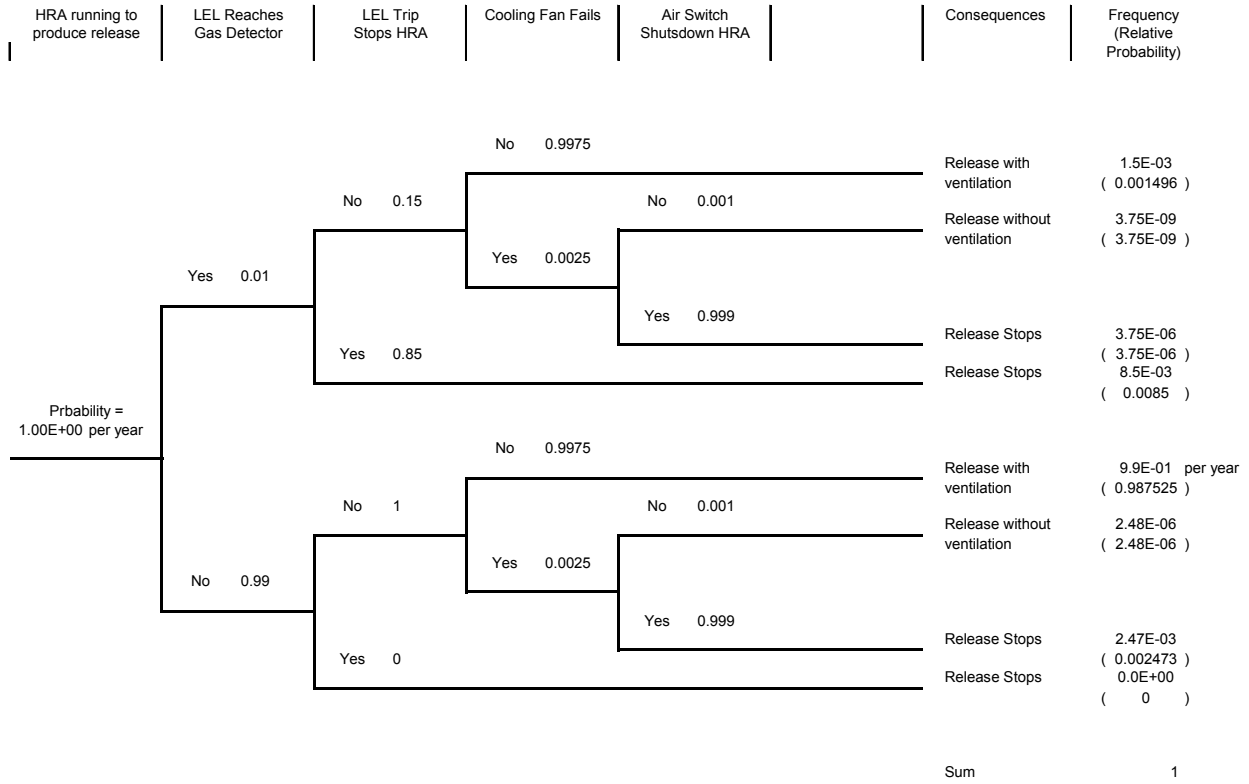 HRA running to
produce release
LEL Reaches
Gas Detector
LEL Trip
Stops HRA
Cooling Fan Fails
Air Switch
Shutsdown HRA
Consequences
Frequency
(Relative
Probability)
No 0.9975
Release with
ventilation
1.5E-03
( 0.001496 )
No 0.15
No 0.001
Release without
ventilation
3.75E-09
( 3.75E-09 )
Yes 0.0025
Yes 0.01
Yes 0.999
Release Stops
3.75E-06
( 3.75E-06 )
Yes 0.85
Release Stops
8.5E-03
( 0.0085 )
Prbability =
1.00E+00 per year
No 0.9975
Release with
ventilation
9.9E-01 per year
( 0.987525 )
No 1
No 0.001
Release without
ventilation
2.48E-06
( 2.48E-06 )
Yes 0.0025
No 0.99
Yes 0.999
Release Stops
2.47E-03
( 0.002473 )
Yes 0
Release Stops
0.0E+00
( 0 )
Sum 1